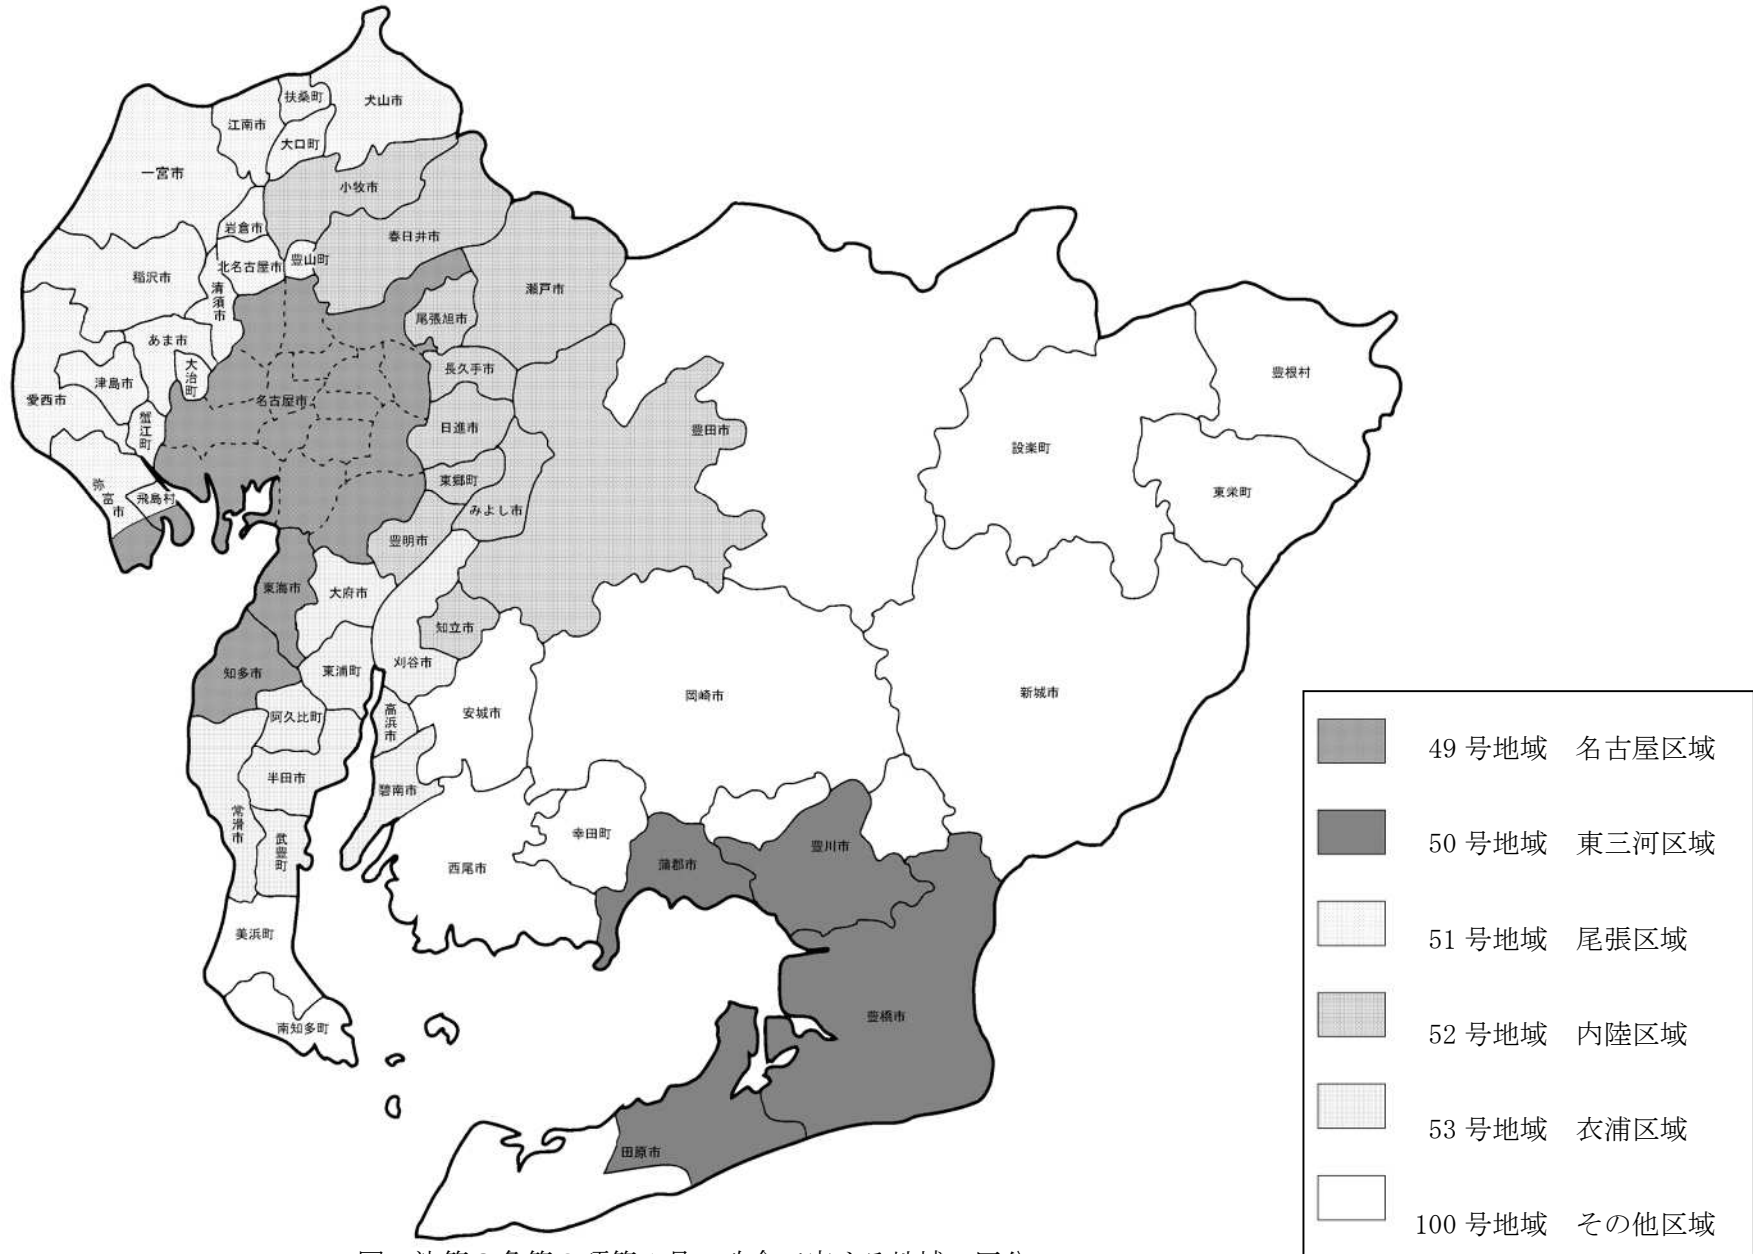 扶桑町
犬山市
江南市
大口町
一宮市
小牧市
岩倉市
春日井市
豊山町
北名古屋市
稲沢市
清須市
瀬戸市
尾張旭市
あま市
大治町
長久手市
津島市
豊根村
愛西市
名古屋市
蟹江町
日進市
豊田市
設楽町
東郷町
弥富市
飛島村
東栄町
みよし市
豊明市
東海市
大府市
知立市
刈谷市
知多市
東浦町
岡崎市
新城市
阿久比町
高浜市
安城市
半田市
碧南市
常滑市
武豊町
幸田町
豊川市
西尾市
蒲郡市
美浜町
豊橋市
南知多町
田原市
49 号地域 名古屋区域
50 号地域 東三河区域
51 号地域 尾張区域
52 号地域 内陸区域
53 号地域 衣浦区域
100 号地域 その他区域